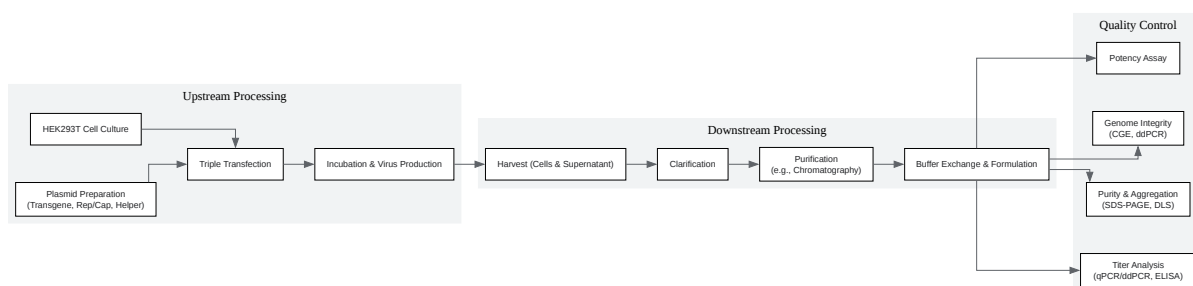 Upstream Processing
HEK293T Cell Culture
Plasmid Preparation
(Transgene, Rep/Cap, Helper)
Triple Transfection
Incubation & Virus Production
Downstream Processing
Harvest (Cells & Supernatant)
Clarification
Purification
(e.g., Chromatography)
Buffer Exchange & Formulation
Quality Control
Potency Assay
Genome Integrity
(CGE, ddPCR)
Purity & Aggregation
(SDS-PAGE, DLS)
Titer Analysis
(qPCR/ddPCR, ELISA)